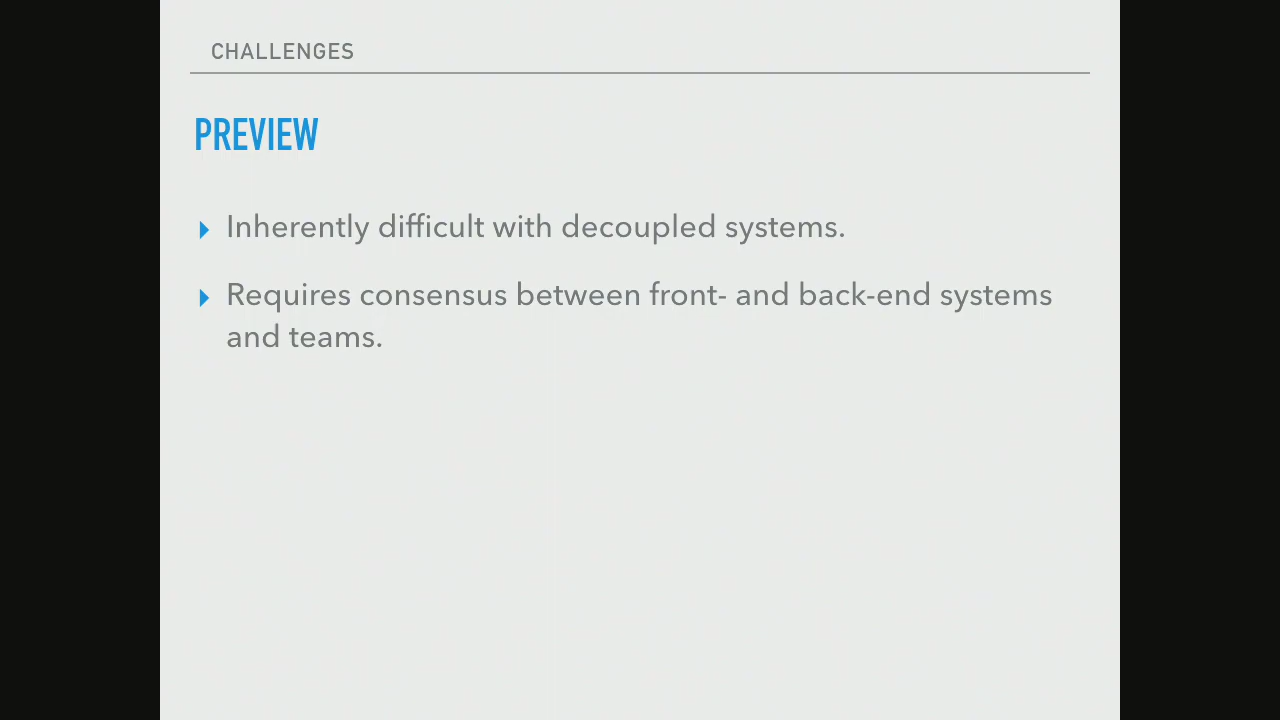 CHALLENGES
PREVIEW
Inherently difficult with decoupled systems.
Requires consensus between front- and back-end systems
and teams.